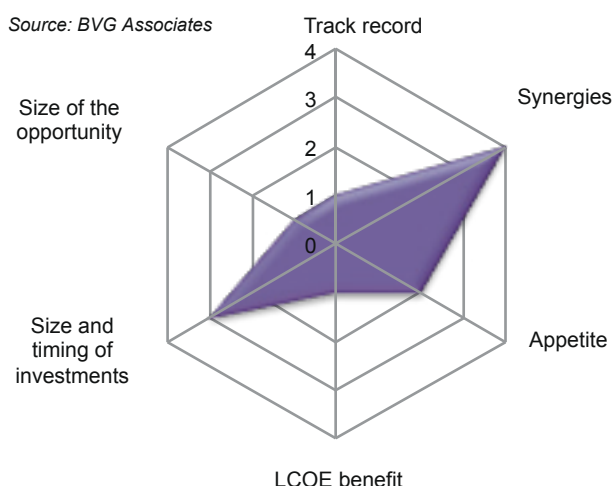 Source: BVG Associates
Track record
4
3
2
1
0
Synergies
Size of the
opportunity
Size and
timing of
investments
Appetite
LCOE benefit